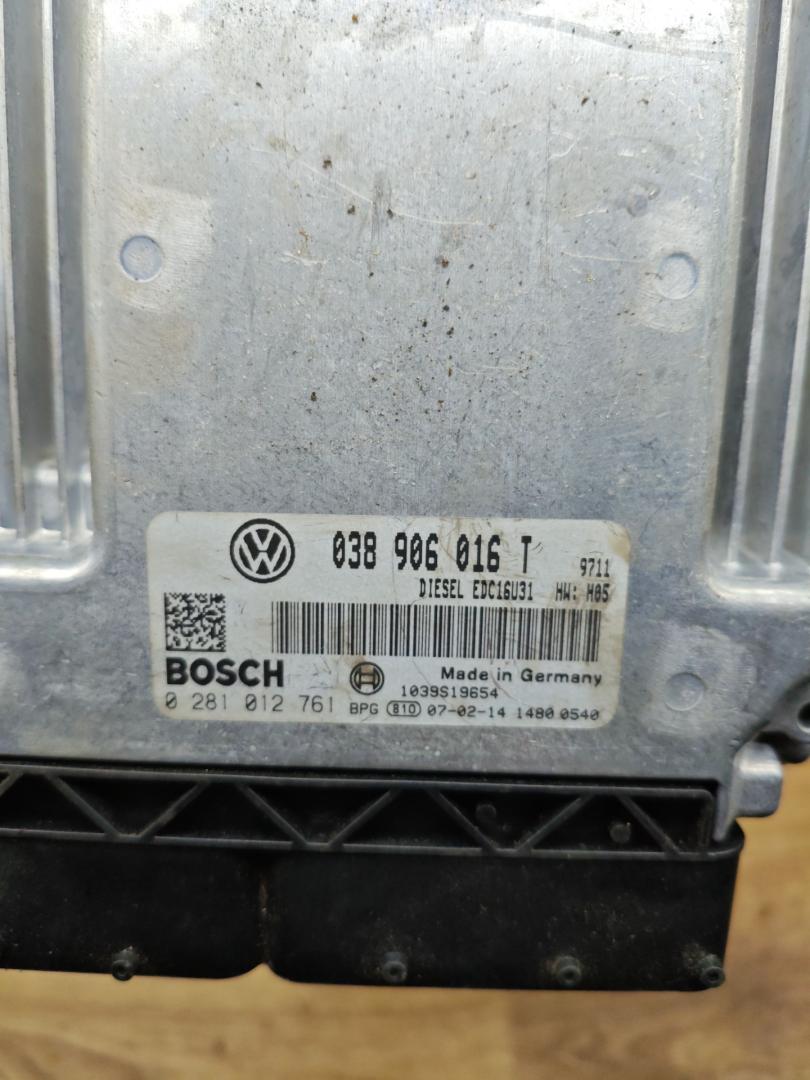 VW 038 906 016 T 9711
DIESEL EDC16U31 HW: H05
BOSCH Made in Germany
1039S19654
0 281 012 761 BPG 810 07-02-14 1480 0540